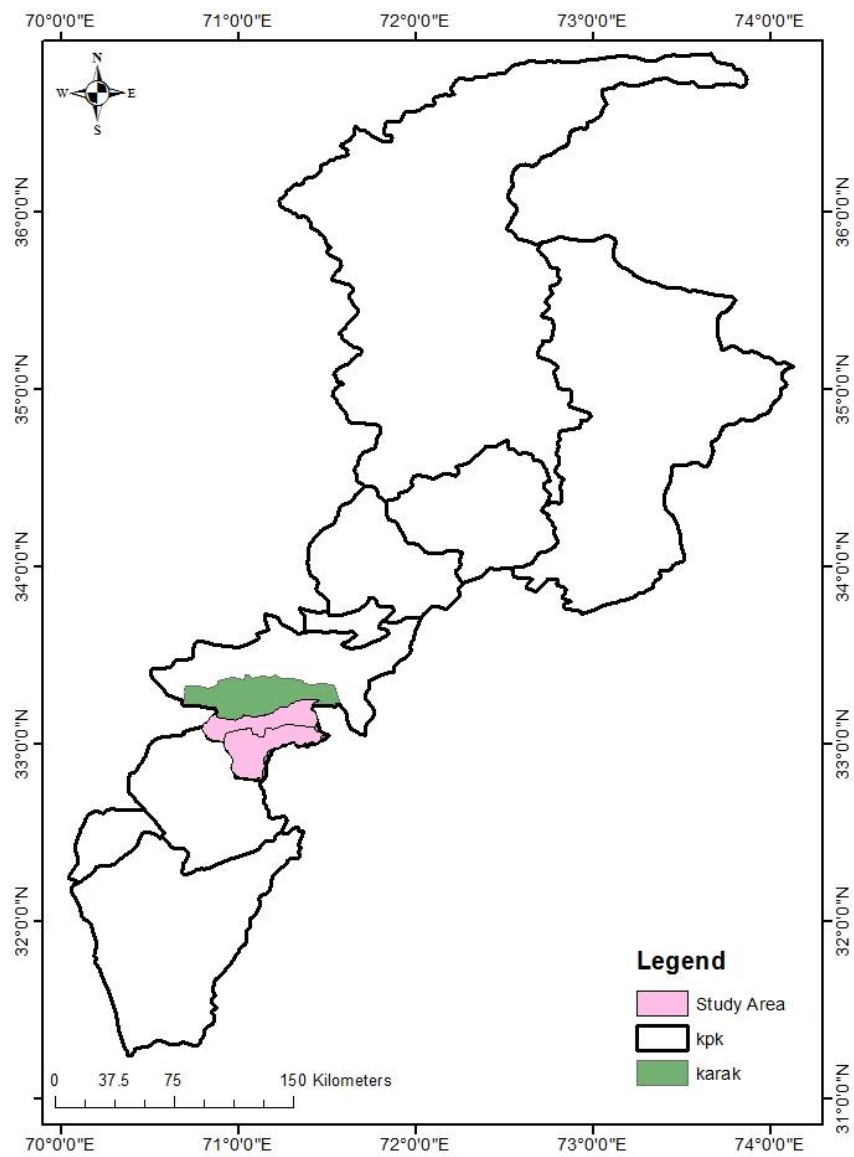 70°0'0"E 71°0'0"E 72°0'0"E 73°0'0"E 74°0'0"E
N
W E
S
36°0'0"N 36°0'0"N
35°0'0"N 35°0'0"N
34°0'0"N 34°0'0"N
33°0'0"N 33°0'0"N
32°0'0"N 32°0'0"N
Legend
Study Area
kpk
karak
0 37.5 75 150 Kilometers
31°0'0"N
70°0'0"E 71°0'0"E 72°0'0"E 73°0'0"E 74°0'0"E